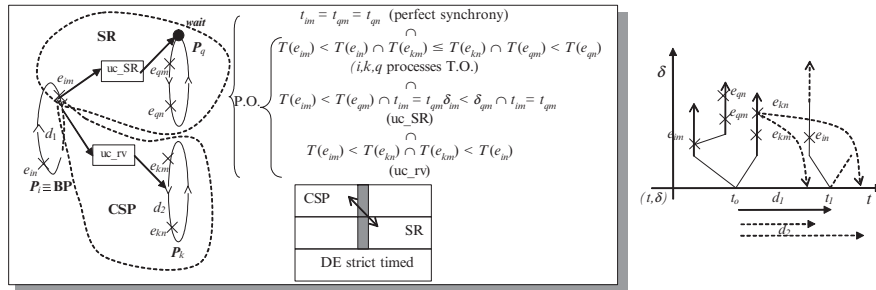 SR
wait
P_q
uc_SR
e_im
e_qm
e_qn
d_1
e_in
P_i ≡ BP
uc_rv
e_km
CSP
d_2
e_kn
P_k
P.O.
t_im = t_qm = t_qn (perfect synchrony)
∩
T(e_im) < T(e_in) ∩ T(e_km) ≤ T(e_kn) ∩ T(e_qm) < T(e_qn)
(i,k,q processes T.O.)
∩
T(e_im) < T(e_qm) ∩ t_im = t_qm δ_im < δ_qm ∩ t_im = t_qn
(uc_SR)
∩
T(e_im) < T(e_kn) ∩ T(e_km) < T(e_in)
(uc_rv)
CSP
SR
DE strict timed
δ
e_qn
e_kn
e_qm
e_im
e_km
e_in
(t,δ)
t_o
d_1
t_1
t
d_2